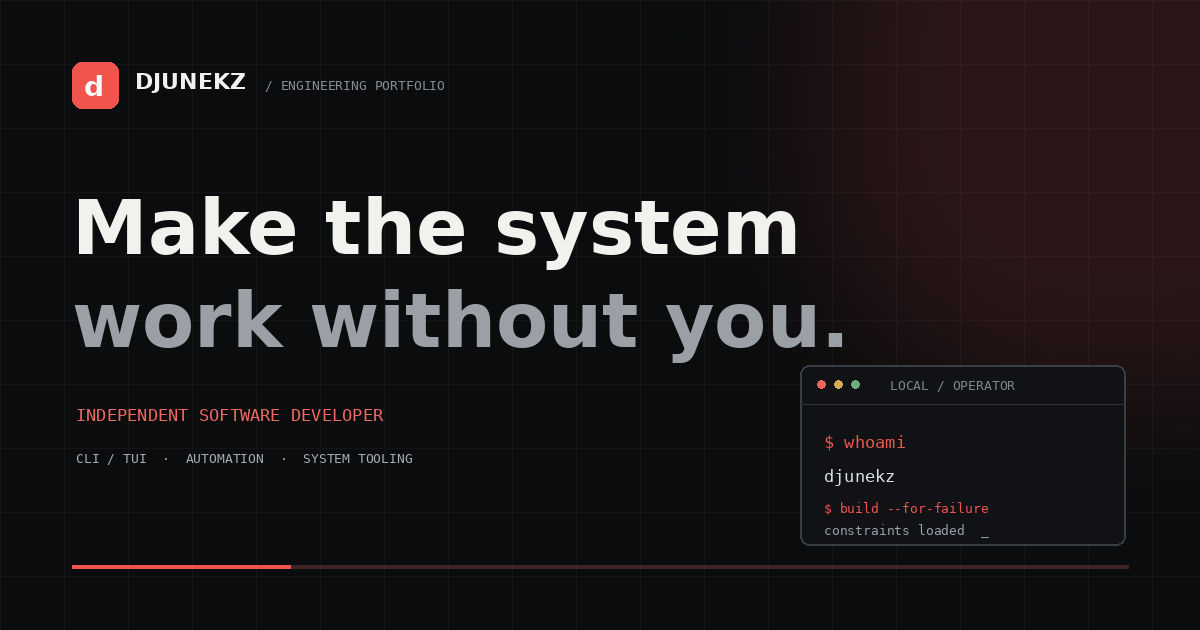 d DJUNEKZ / ENGINEERING PORTFOLIO
Make the system
work without you.
INDEPENDENT SOFTWARE DEVELOPER
CLI / TUI · AUTOMATION · SYSTEM TOOLING
LOCAL / OPERATOR
$ whoami
djunekz
$ build --for-failure
constraints loaded _